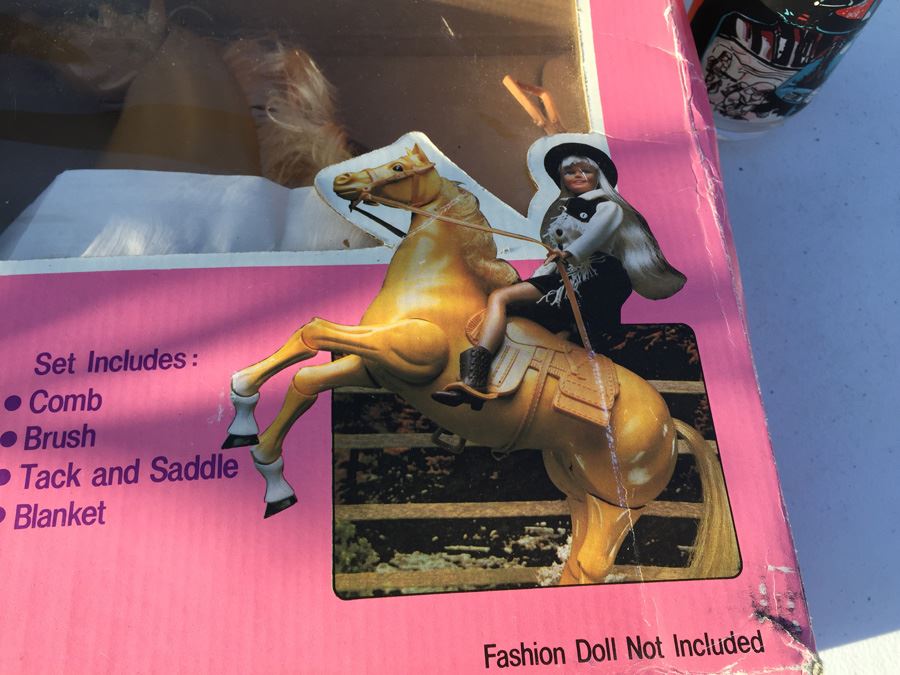 Set Includes:
• Comb
• Brush
• Tack and Saddle
• Blanket
Fashion Doll Not Included